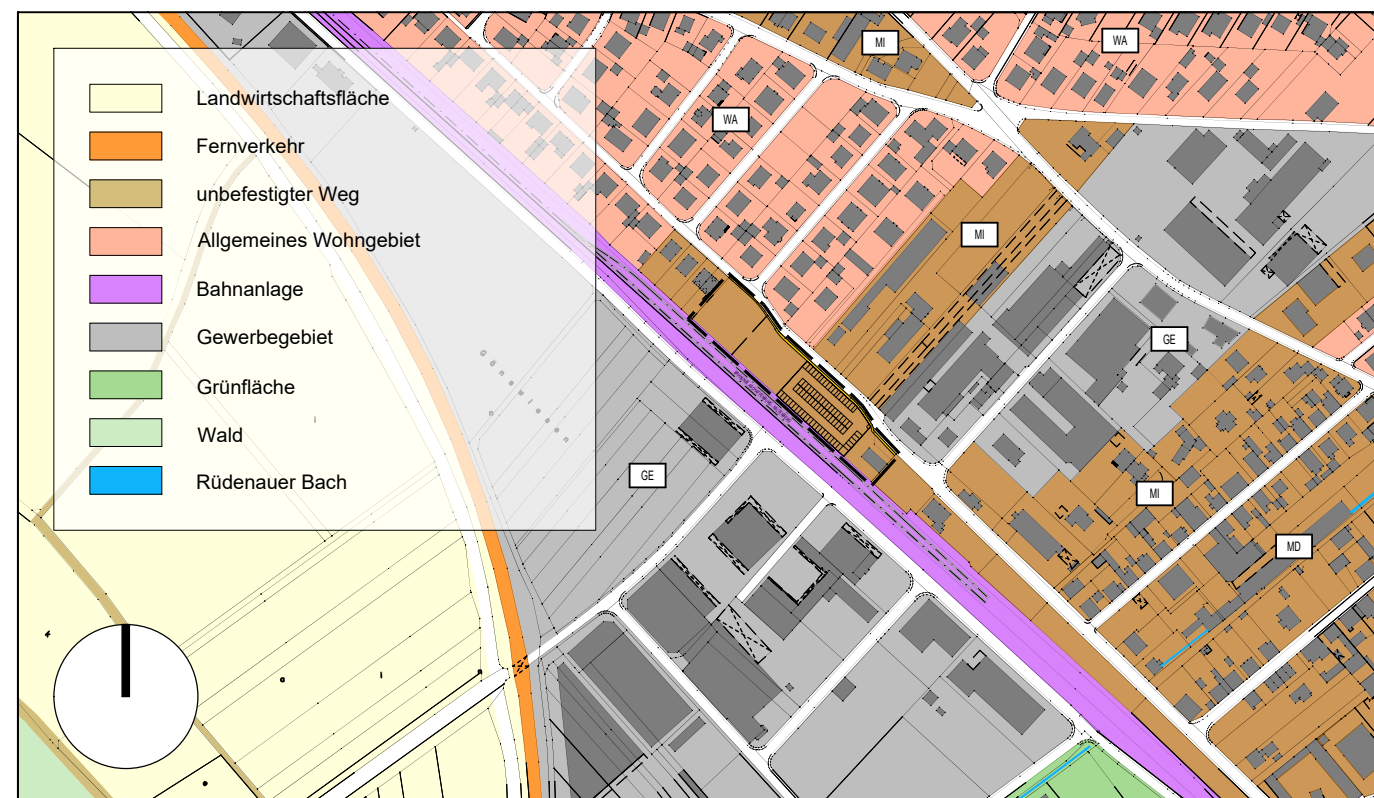 Landwirtschaftsfläche
Fernverkehr
unbefestigter Weg
Allgemeines Wohngebiet
Bahnanlage
Gewerbegebiet
Grünfläche
Wald
Rüdenauer Bach
MI
WA
WA
MI
GE
GE
MI
MD